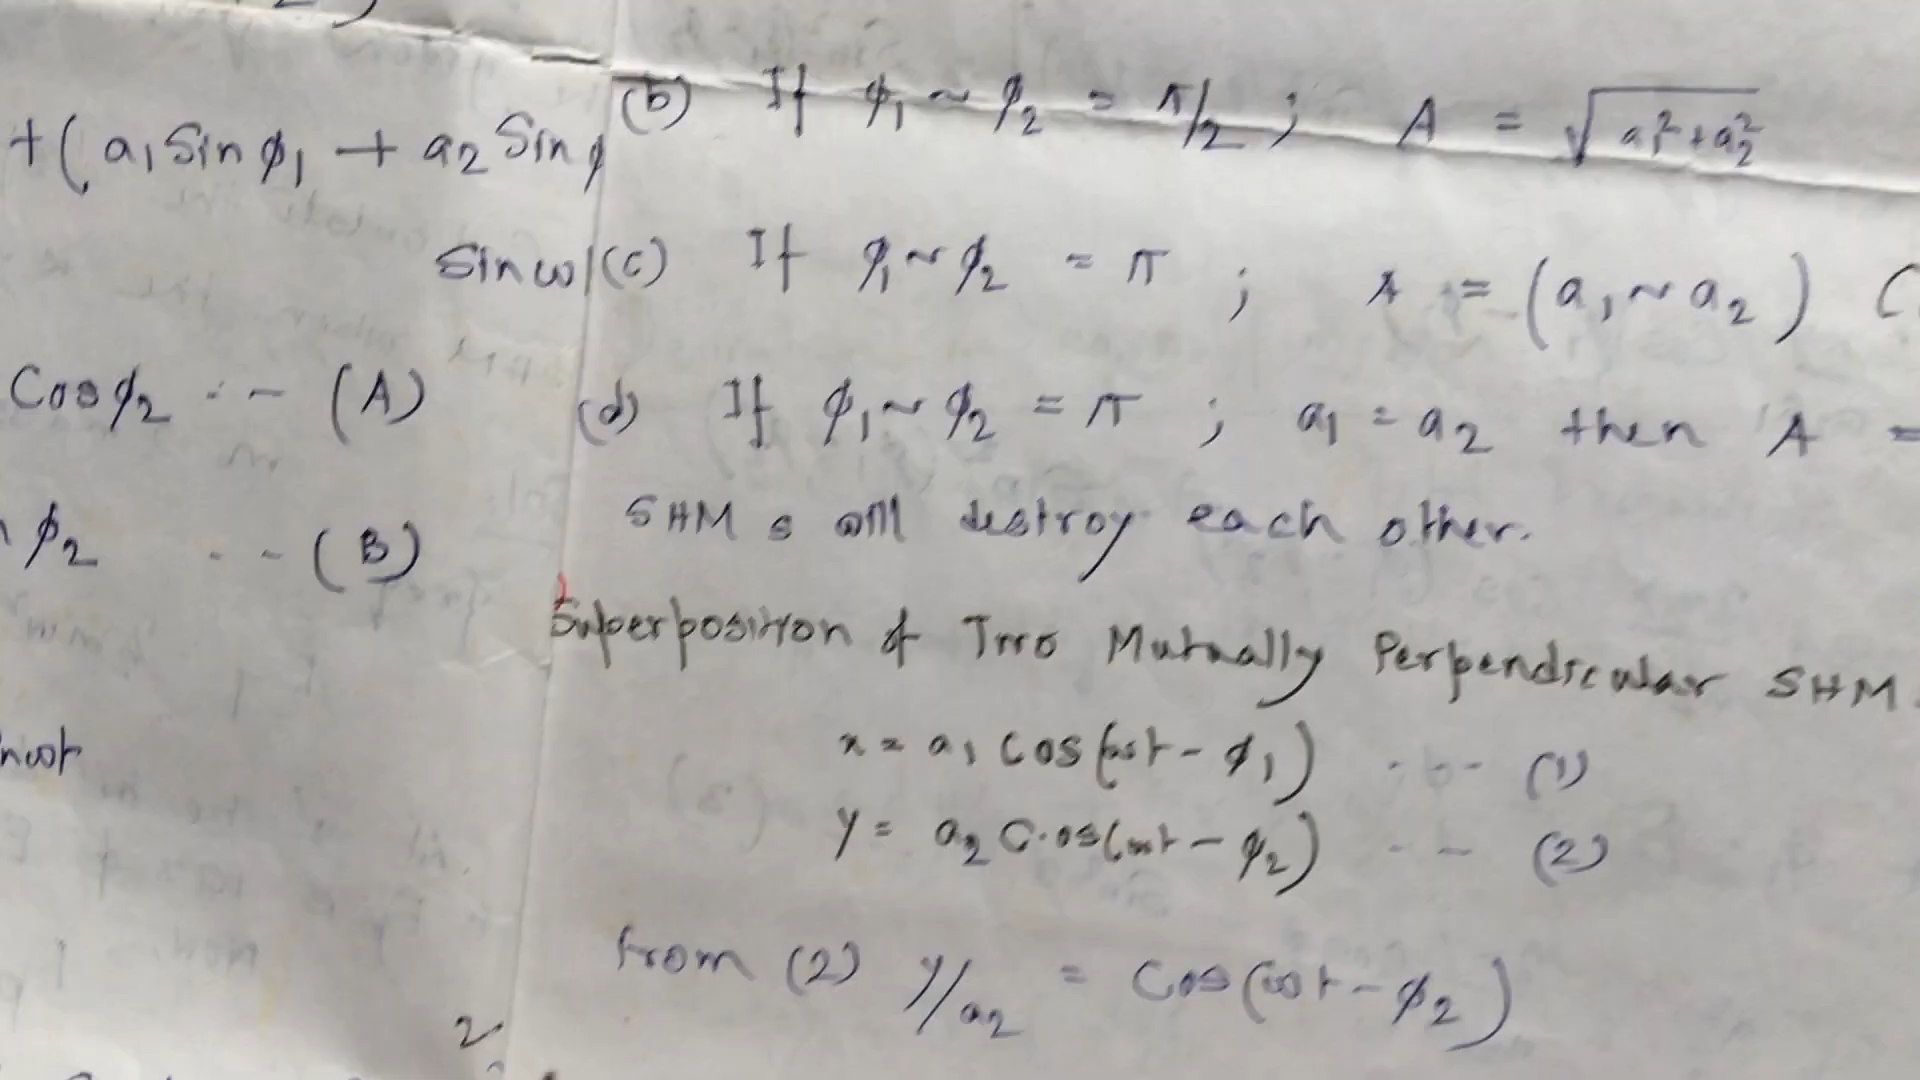 +(a₁ Sin φ₁ + a₂ Sin φ
Sin ω
Cos φ₂ .. - (A)
φ₂ .. - (B)
nωt
2
(b) If φ₁ ~ φ₂ = π/2 ; A = √a₁² + a₂²
(c) If φ₁ ~ φ₂ = π ; A = (a₁ ~ a₂) (
(d) If φ₁ ~ φ₂ = π ; a₁ = a₂ then A =
SHM s will destroy each other.
Superposition of Two Mutually Perpendicular SHM
x = a₁ Cos(ωt - φ₁) - - - (1)
y = a₂ Cos(ωt - φ₂) - - (2)
from (2) y/a₂ = Cos(ωt - φ₂)